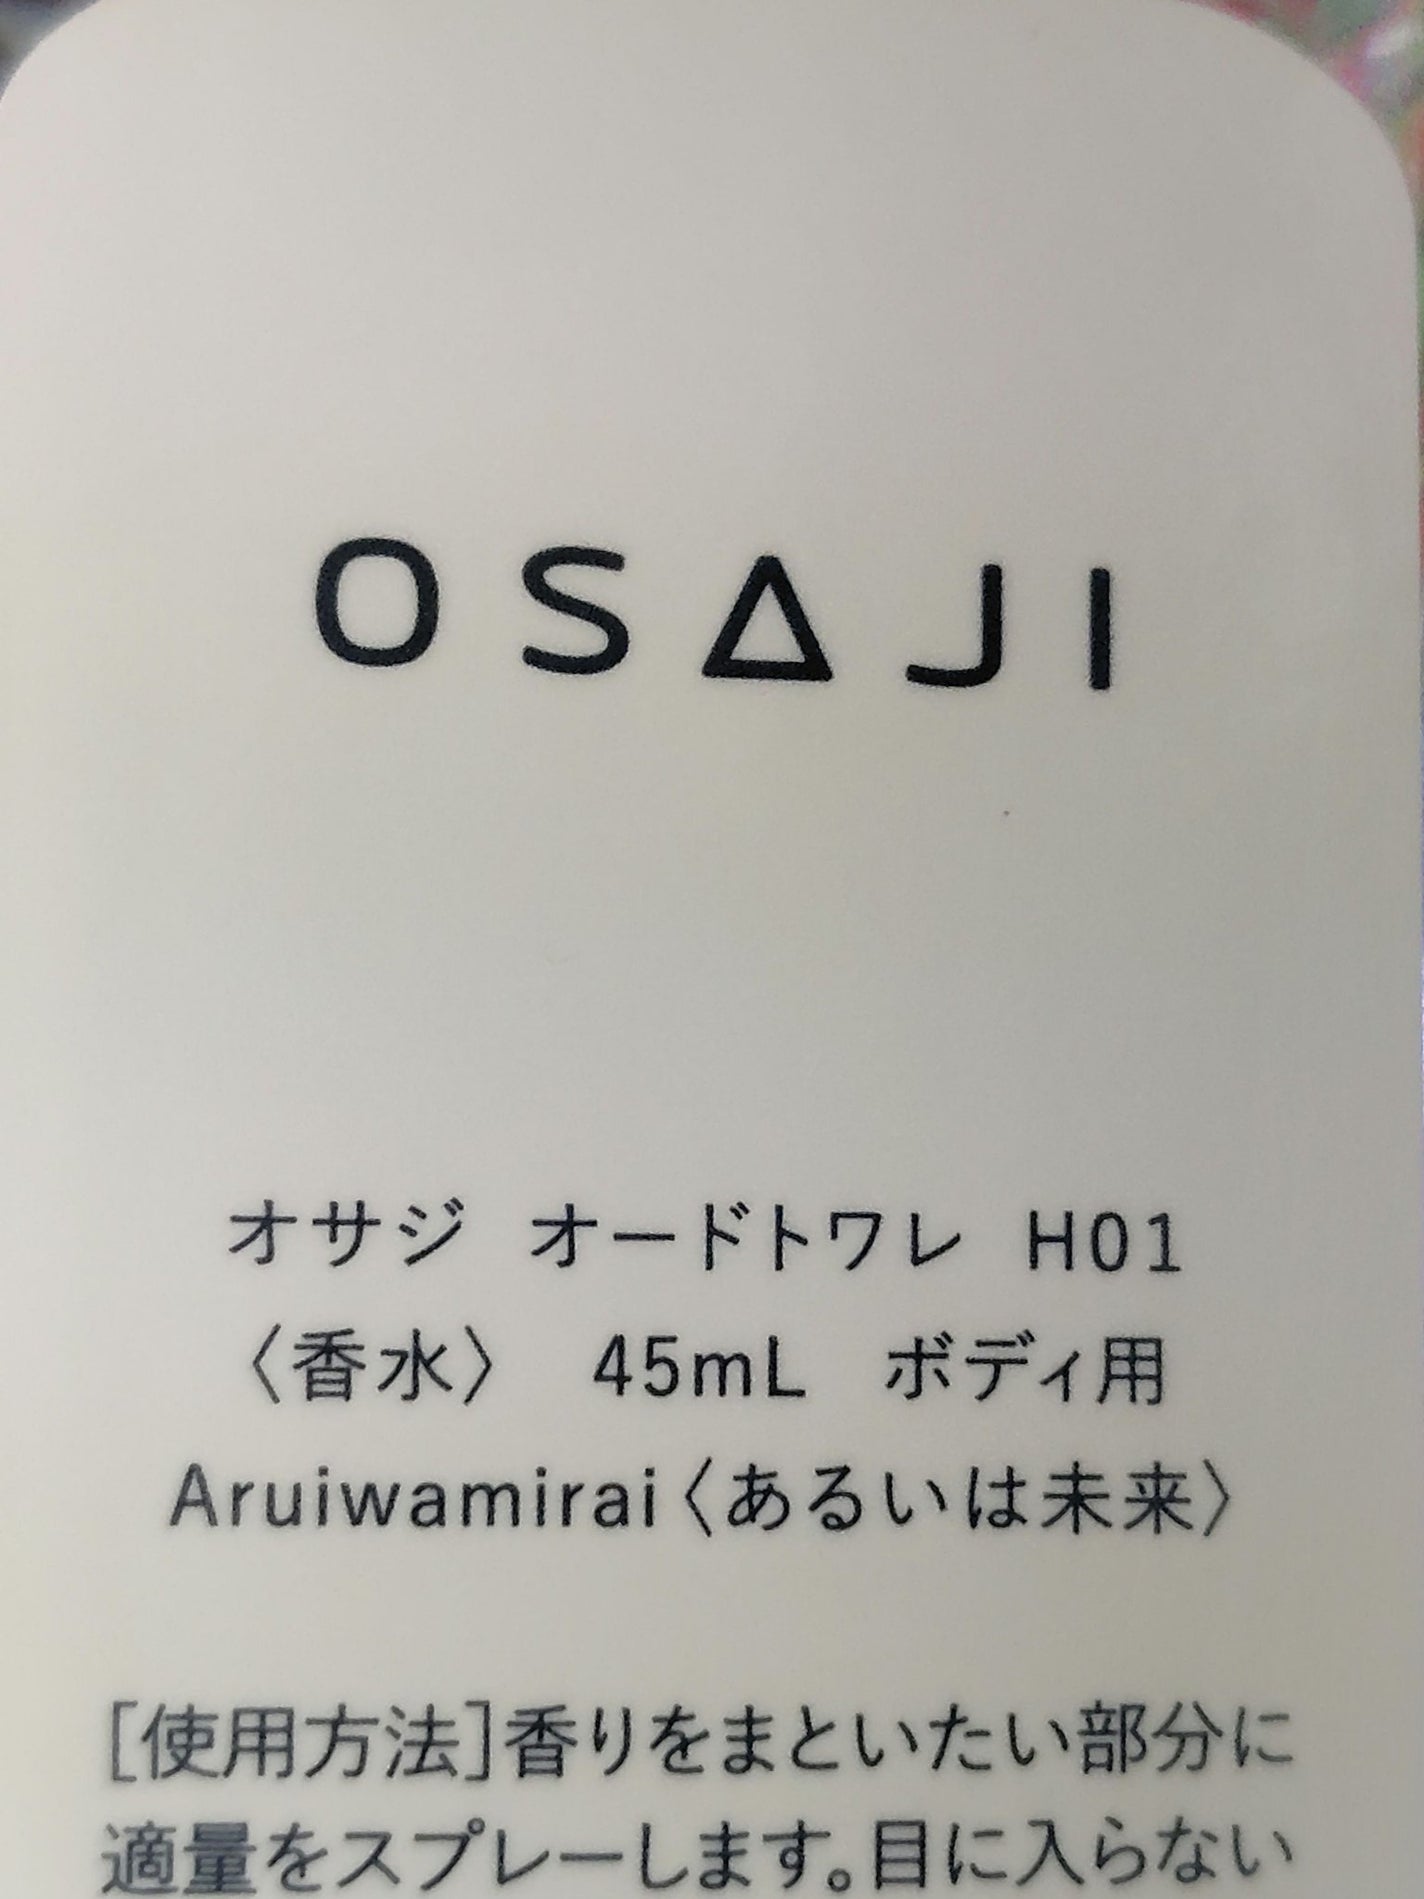 OSAJI
オサジ オードトワレ H01
〈香水〉 45mL ボディ用
Aruiwamirai〈あるいは未来〉
[使用方法]香りをまといたい部分に
適量をスプレーします。目に入らない